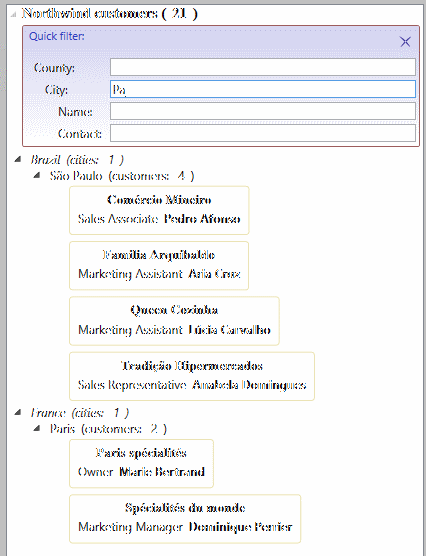 Northwind customers ( 21 )
Quick filter:
County:
City: Pa
Name:
Contact:
Brazil (cities: 1 )
São Paulo (customers: 4 )
Comércio Mineiro
Sales Associate Pedro Afonso
Familia Arquibaldo
Marketing Assistant Aria Cruz
Queen Cozinha
Marketing Assistant Lúcia Carvalho
Tradição Hipermercados
Sales Representative Anabela Domingues
France (cities: 1 )
Paris (customers: 2 )
Paris spécialités
Owner Marie Bertrand
Spécialités du monde
Marketing Manager Dominique Perrier